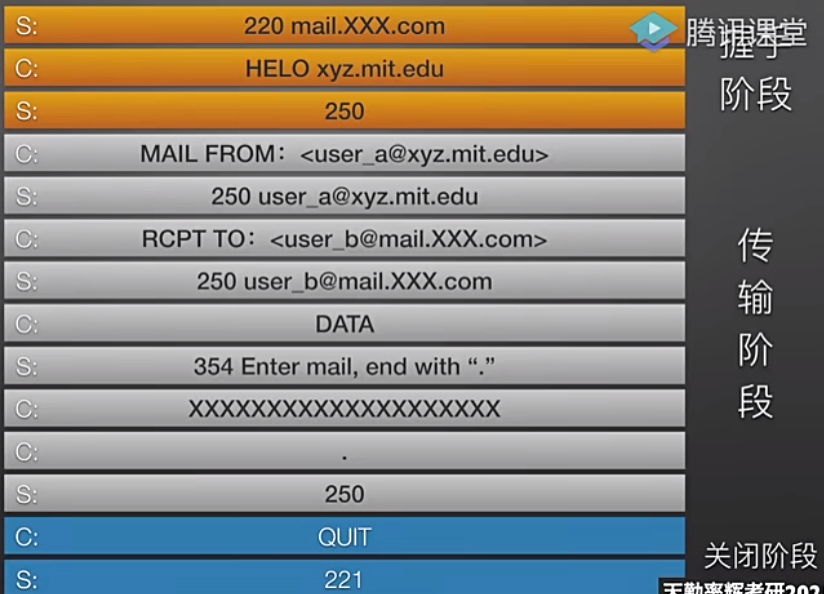 S: 220 mail.XXX.com
腾讯课堂
握手
C: HELO xyz.mit.edu
阶段
S: 250
C: MAIL FROM：<user_a@xyz.mit.edu>
S: 250 user_a@xyz.mit.edu
C: RCPT TO：<user_b@mail.XXX.com>
S: 250 user_b@mail.XXX.com
C: DATA
S: 354 Enter mail, end with “.”
C: XXXXXXXXXXXXXXXXXXXX
C: .
S: 250
传输阶段
C: QUIT
S: 221
关闭阶段
天勤率辉考研202